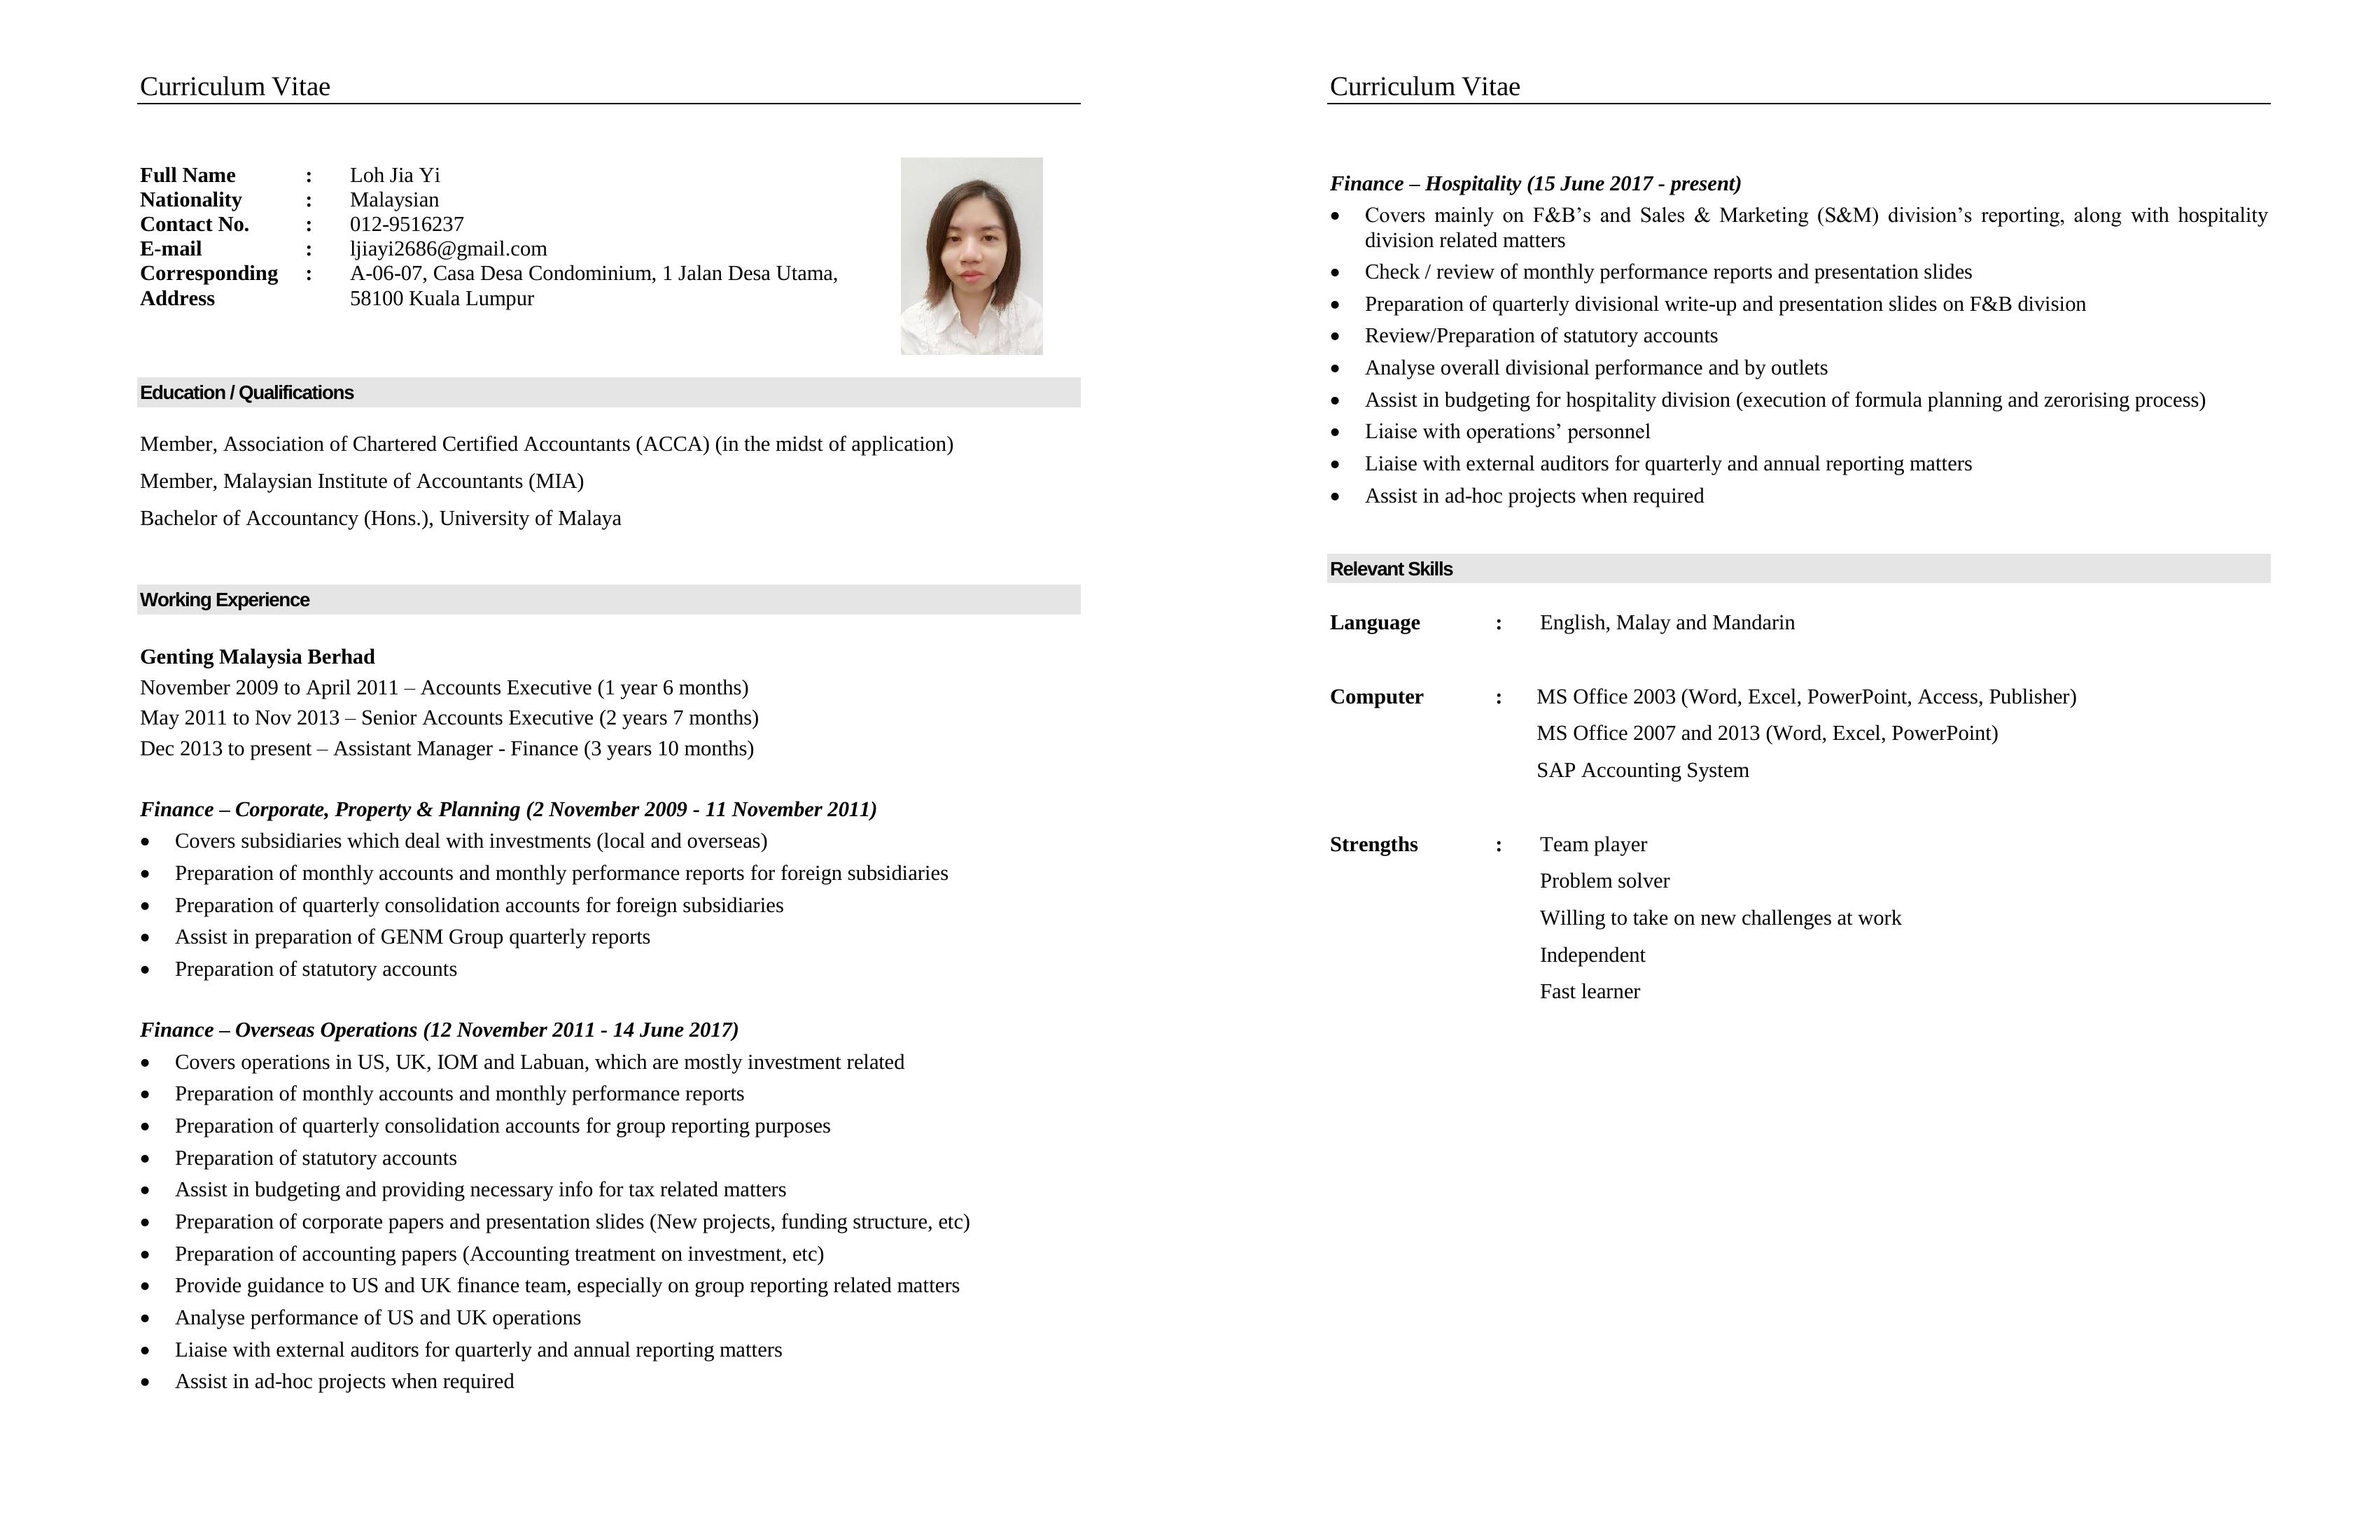 Curriculum Vitae
Full Name : Loh Jia Yi
Nationality : Malaysian
Contact No. : 012-9516237
E-mail : ljiayi2686@gmail.com
Corresponding : A-06-07, Casa Desa Condominium, 1 Jalan Desa Utama,
Address 58100 Kuala Lumpur
Education / Qualifications
Member, Association of Chartered Certified Accountants (ACCA) (in the midst of application)
Member, Malaysian Institute of Accountants (MIA)
Bachelor of Accountancy (Hons.), University of Malaya
Working Experience
Genting Malaysia Berhad
November 2009 to April 2011 – Accounts Executive (1 year 6 months)
May 2011 to Nov 2013 – Senior Accounts Executive (2 years 7 months)
Dec 2013 to present – Assistant Manager - Finance (3 years 10 months)
Finance – Corporate, Property & Planning (2 November 2009 - 11 November 2011)
• Covers subsidiaries which deal with investments (local and overseas)
• Preparation of monthly accounts and monthly performance reports for foreign subsidiaries
• Preparation of quarterly consolidation accounts for foreign subsidiaries
• Assist in preparation of GENM Group quarterly reports
• Preparation of statutory accounts
Finance – Overseas Operations (12 November 2011 - 14 June 2017)
• Covers operations in US, UK, IOM and Labuan, which are mostly investment related
• Preparation of monthly accounts and monthly performance reports
• Preparation of quarterly consolidation accounts for group reporting purposes
• Preparation of statutory accounts
• Assist in budgeting and providing necessary info for tax related matters
• Preparation of corporate papers and presentation slides (New projects, funding structure, etc)
• Preparation of accounting papers (Accounting treatment on investment, etc)
• Provide guidance to US and UK finance team, especially on group reporting related matters
• Analyse performance of US and UK operations
• Liaise with external auditors for quarterly and annual reporting matters
• Assist in ad-hoc projects when required
Curriculum Vitae
Finance – Hospitality (15 June 2017 - present)
• Covers mainly on F&B’s and Sales & Marketing (S&M) division’s reporting, along with hospitality
division related matters
• Check / review of monthly performance reports and presentation slides
• Preparation of quarterly divisional write-up and presentation slides on F&B division
• Review/Preparation of statutory accounts
• Analyse overall divisional performance and by outlets
• Assist in budgeting for hospitality division (execution of formula planning and zerorising process)
• Liaise with operations’ personnel
• Liaise with external auditors for quarterly and annual reporting matters
• Assist in ad-hoc projects when required
Relevant Skills
Language : English, Malay and Mandarin
Computer : MS Office 2003 (Word, Excel, PowerPoint, Access, Publisher)
MS Office 2007 and 2013 (Word, Excel, PowerPoint)
SAP Accounting System
Strengths : Team player
Problem solver
Willing to take on new challenges at work
Independent
Fast learner